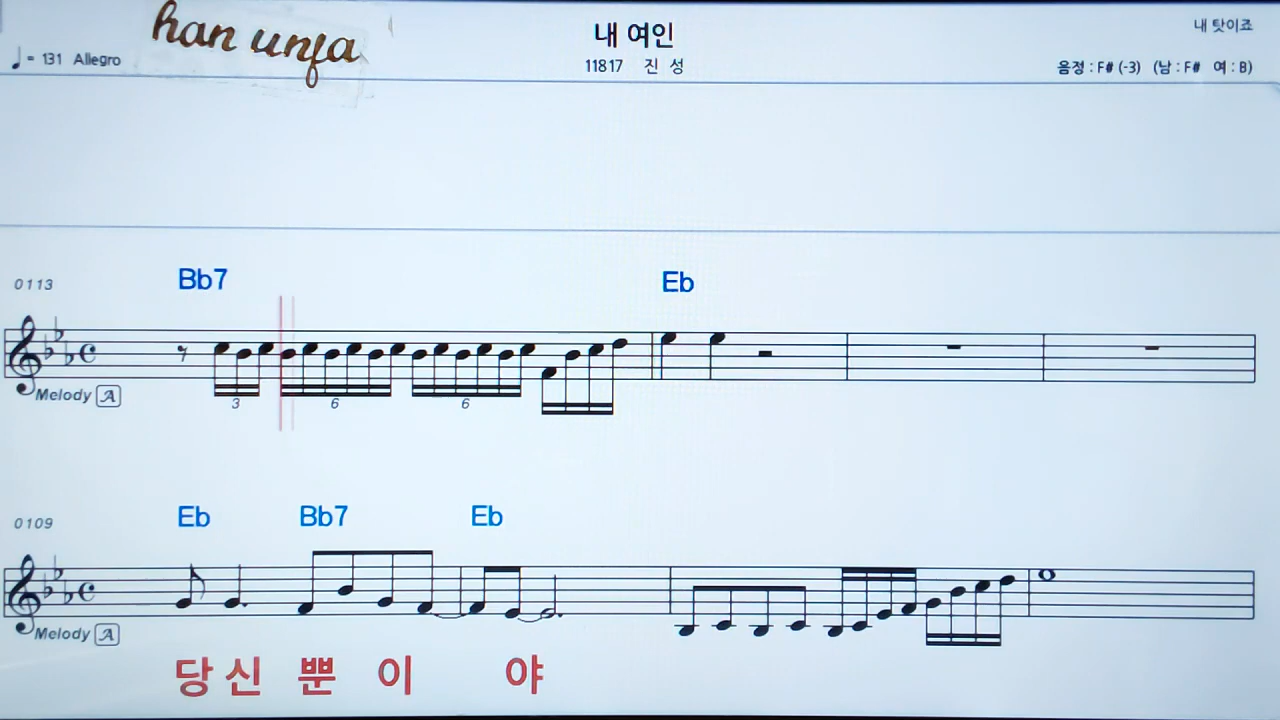 han unfa
내 여인
내 탓이죠
♩= 131 Allegro
11817 진 성
음정 : F# (-3) (남 : F# 여 : B)
0113
Bb7 Eb
Melody A
3 6 6
0109
Eb Bb7 Eb
Melody A
당신 뿐 이 야